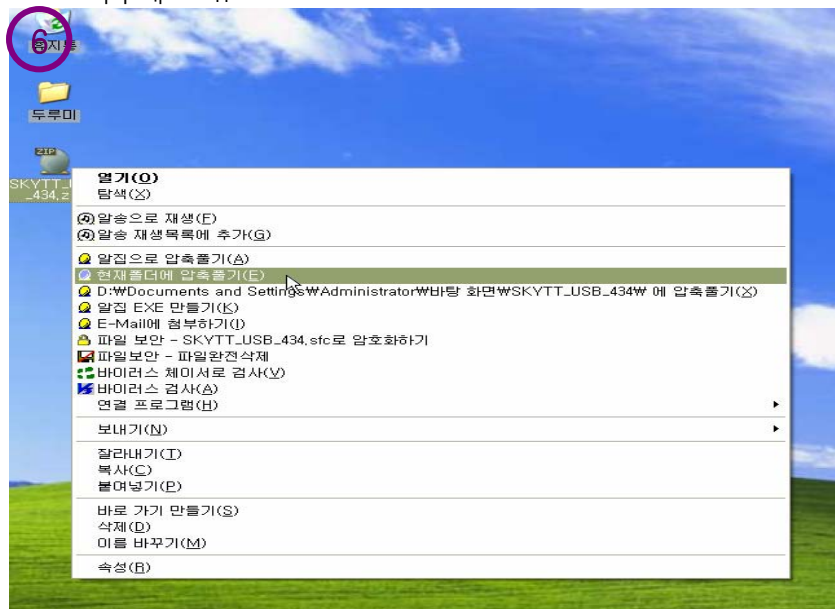 6
휴지통
두루미
SKYTT_U
_434.z
열기(O)
탐색(X)
알송으로 재생(F)
알송 재생목록에 추가(G)
알집으로 압축풀기(A)
현재폴더에 압축풀기(E)
D:₩Documents and Settings₩Administrator₩바탕 화면₩SKYTT_USB_434₩ 에 압축풀기(X)
알집 EXE 만들기(K)
E-Mail에 첨부하기(I)
파일 보안 - SKYTT_USB_434.sfc로 암호화하기
파일보안 - 파일완전삭제
바이러스 체이서로 검사(V)
바이러스 검사(A)
연결 프로그램(H)
보내기(N)
잘라내기(T)
복사(C)
붙여넣기(P)
바로 가기 만들기(S)
삭제(D)
이름 바꾸기(M)
속성(R)